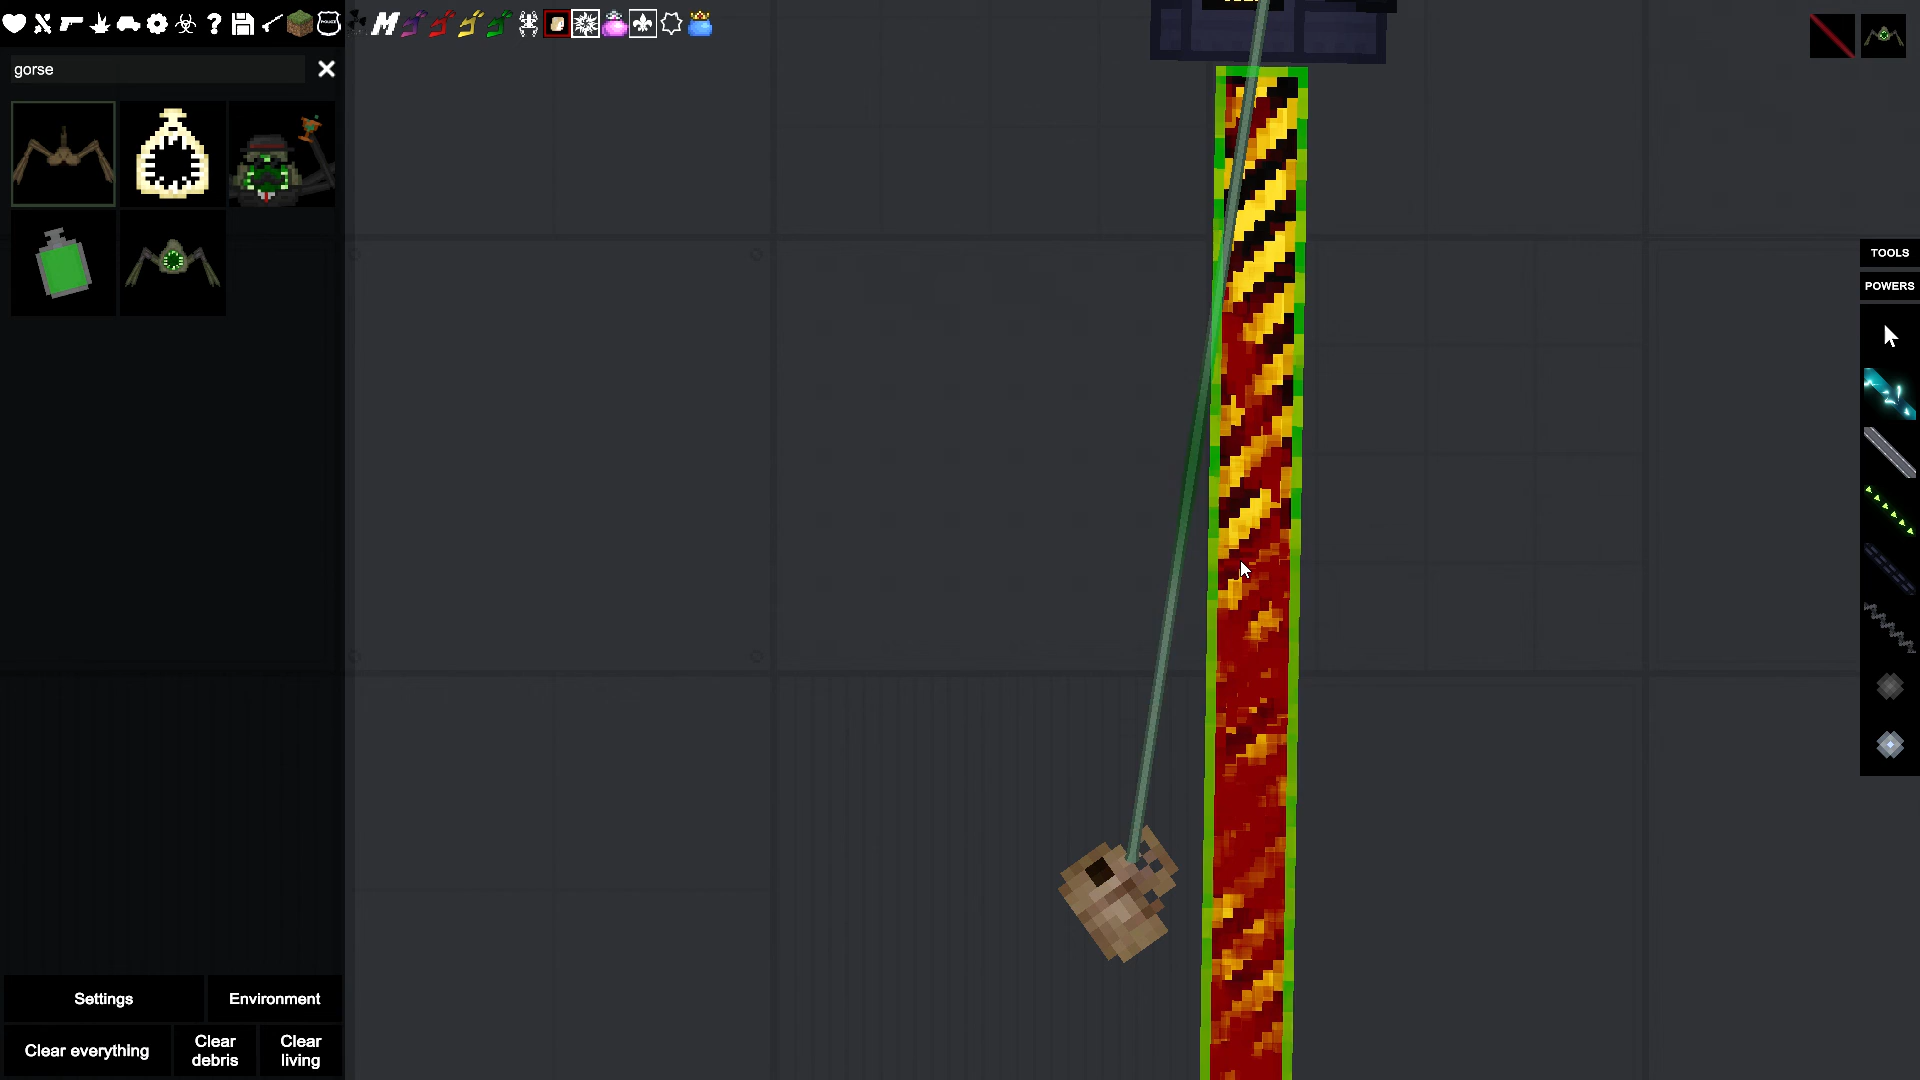 gorse
TOOLS
POWERS
Settings
Environment
Clear everything
Clear debris
Clear living